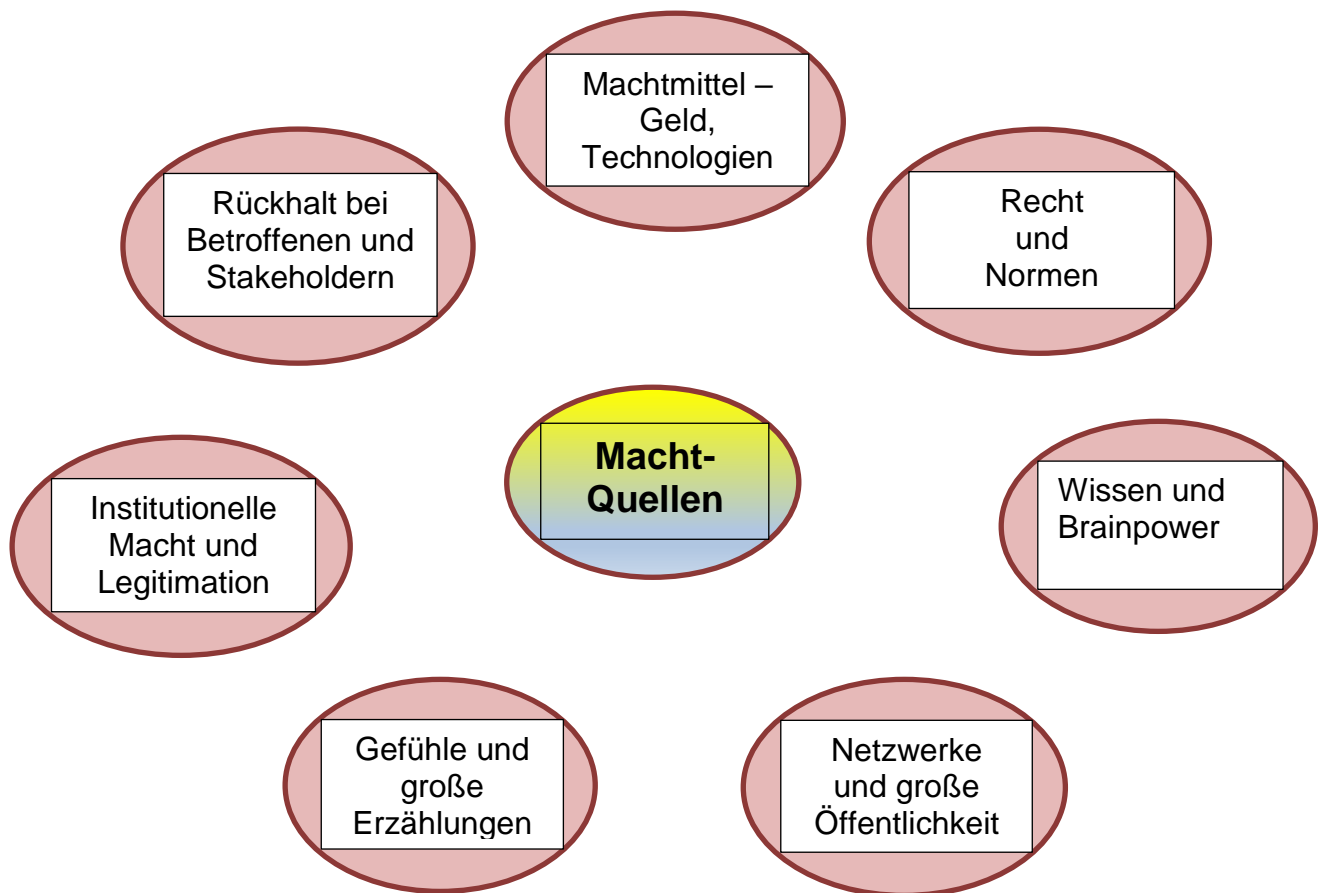 Machtmittel –
Geld,
Technologien
Rückhalt bei
Betroffenen und
Stakeholdern
Recht
und
Normen
Macht-
Quellen
Institutionelle
Macht und
Legitimation
Wissen und
Brainpower
Gefühle und
große
Erzählungen
Netzwerke
und große
Öffentlichkeit